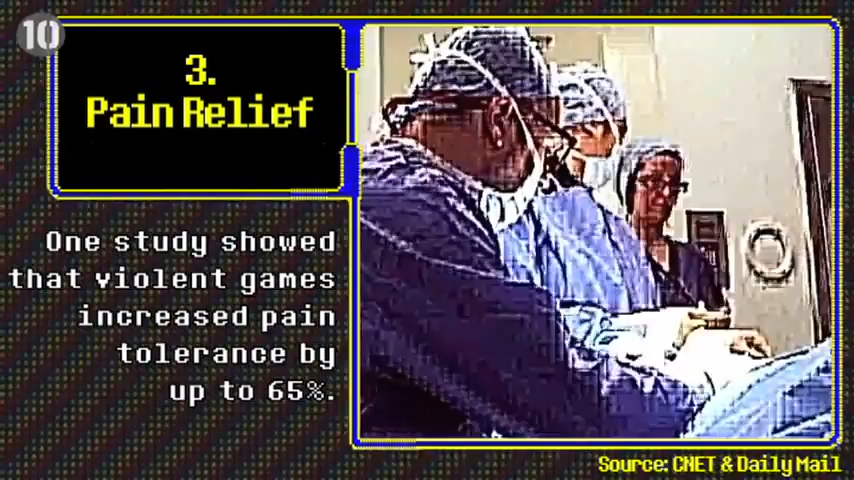 10
3.
Pain Relief
One study showed
that violent games
increased pain
tolerance by
up to 65%.
Source: CNET & Daily Mail